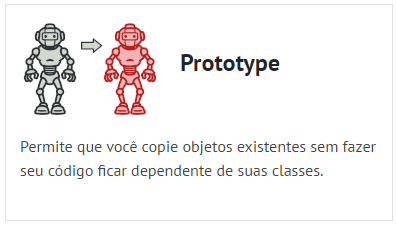 Prototype
Permite que você copie objetos existentes sem fazer
seu código ficar dependente de suas classes.